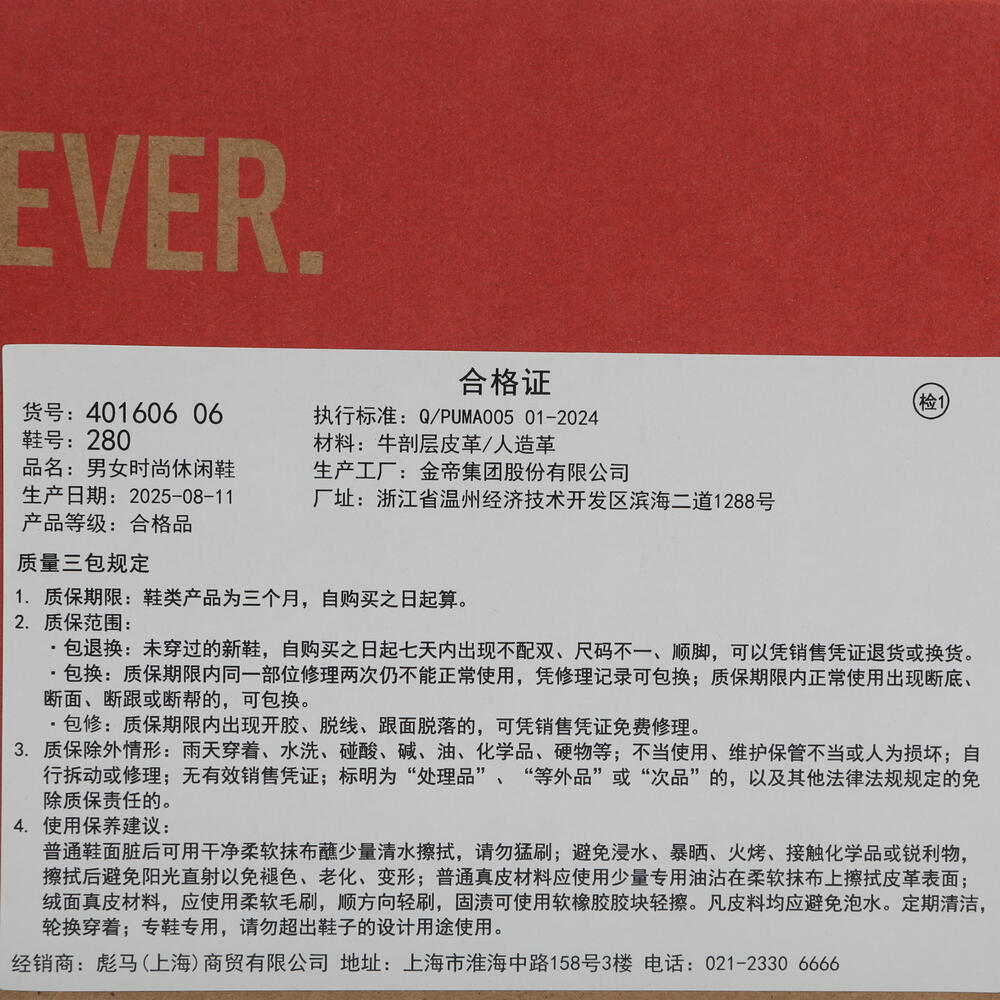 EVER.
合格证
检1
货号：401606 06
鞋号：280
品名：男女时尚休闲鞋
生产日期：2025-08-11
产品等级：合格品
执行标准：Q/PUMA005 01-2024
材料：牛剖层皮革/人造革
生产工厂：金帝集团股份有限公司
厂址：浙江省温州经济技术开发区滨海二道1288号
质量三包规定
1. 质保期限：鞋类产品为三个月，自购买之日起算。
2. 质保范围：
·包退换：未穿过的新鞋，自购买之日起七天内出现不配双、尺码不一、顺脚，可以凭销售凭证退货或换货。
·包换：质保期限内同一部位修理两次仍不能正常使用，凭修理记录可包换；质保期限内正常使用出现断底、
断面、断跟或断帮的，可包换。
·包修：质保期限内出现开胶、脱线、跟面脱落的，可凭销售凭证免费修理。
3. 质保除外情形：雨天穿着、水洗、碰酸、碱、油、化学品、硬物等；不当使用、维护保管不当或人为损坏；自
行拆动或修理；无有效销售凭证；标明为“处理品”、“等外品”或“次品”的，以及其他法律法规规定的免
除质保责任的。
4. 使用保养建议：
普通鞋面脏后可用干净柔软抹布蘸少量清水擦拭，请勿猛刷；避免浸水、暴晒、火烤、接触化学品或锐利物，
擦拭后避免阳光直射以免褪色、老化、变形；普通真皮材料应使用少量专用油沾在柔软抹布上擦拭皮革表面；
绒面真皮材料，应使用柔软毛刷，顺方向轻刷，固渍可使用软橡胶胶块轻擦。凡皮料均应避免泡水。定期清洁，
轮换穿着；专鞋专用，请勿超出鞋子的设计用途使用。
经销商：彪马(上海)商贸有限公司 地址：上海市淮海中路158号3楼 电话：021-2330 6666